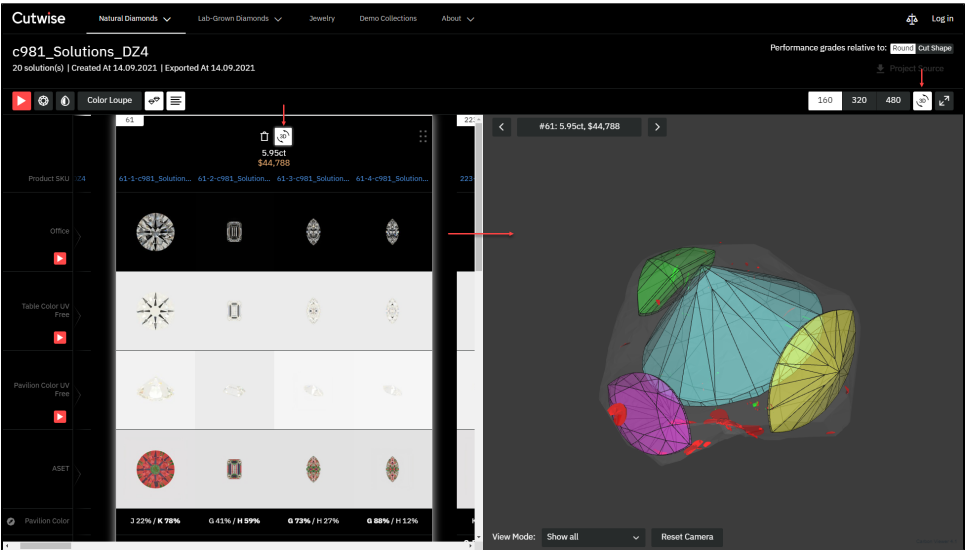 Cutwise
Natural Diamonds
Lab-Grown Diamonds
Jewelry
Demo Collections
About
Log in
c981_Solutions_DZ4
20 solution(s) | Created At 14.09.2021 | Exported At 14.09.2021
Performance grades relative to: Round Cut Shape
Project Source
Color Loupe
160 320 480 3D
61
3D
5.95ct
$44,788
#61: 5.95ct, $44,788
Product SKU
Z4 61-1-c981_Solution... 61-2-c981_Solution... 61-3-c981_Solution... 61-4-c981_Solution... 223
Office
Table Color UV
Free
Pavilion Color UV
Free
ASET
Pavilion Color J 22% / K 78% G 41% / H 59% G 73% / H 27% G 88% / H 12%
View Mode: Show all Reset Camera